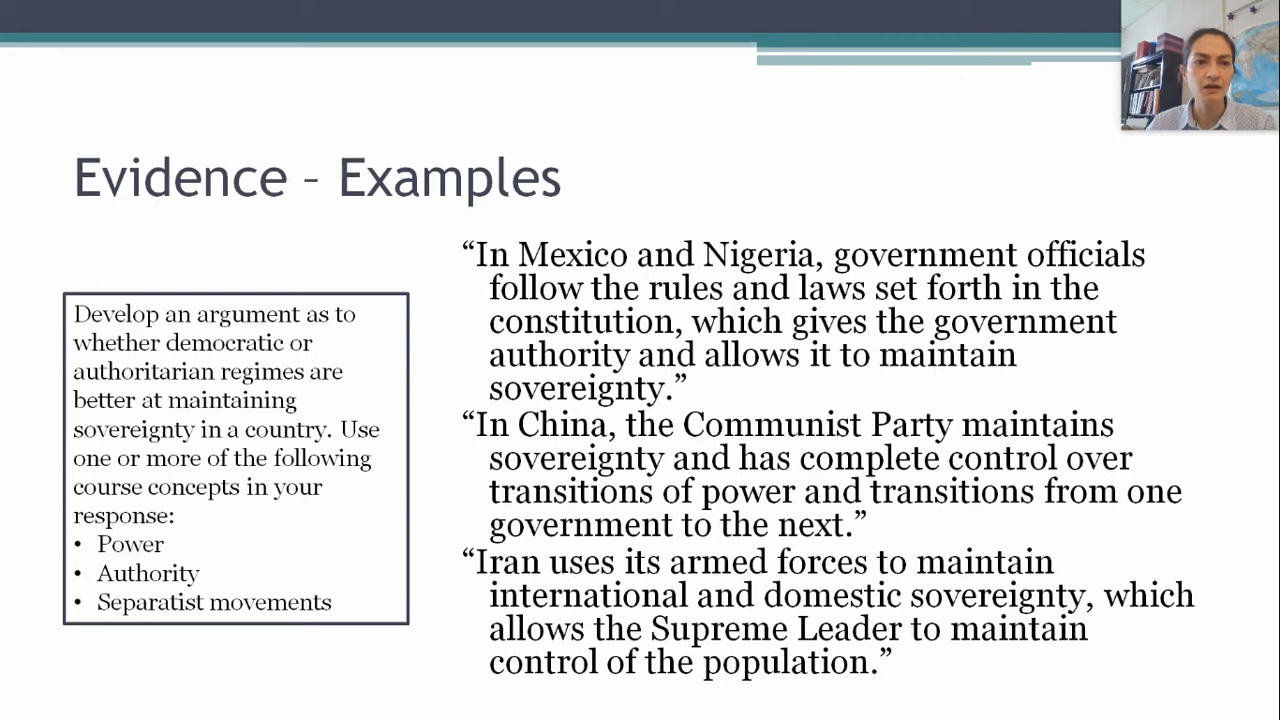 Evidence – Examples
Develop an argument as to
whether democratic or
authoritarian regimes are
better at maintaining
sovereignty in a country. Use
one or more of the following
course concepts in your
response:
• Power
• Authority
• Separatist movements
“In Mexico and Nigeria, government officials
follow the rules and laws set forth in the
constitution, which gives the government
authority and allows it to maintain
sovereignty.”
“In China, the Communist Party maintains
sovereignty and has complete control over
transitions of power and transitions from one
government to the next.”
“Iran uses its armed forces to maintain
international and domestic sovereignty, which
allows the Supreme Leader to maintain
control of the population.”